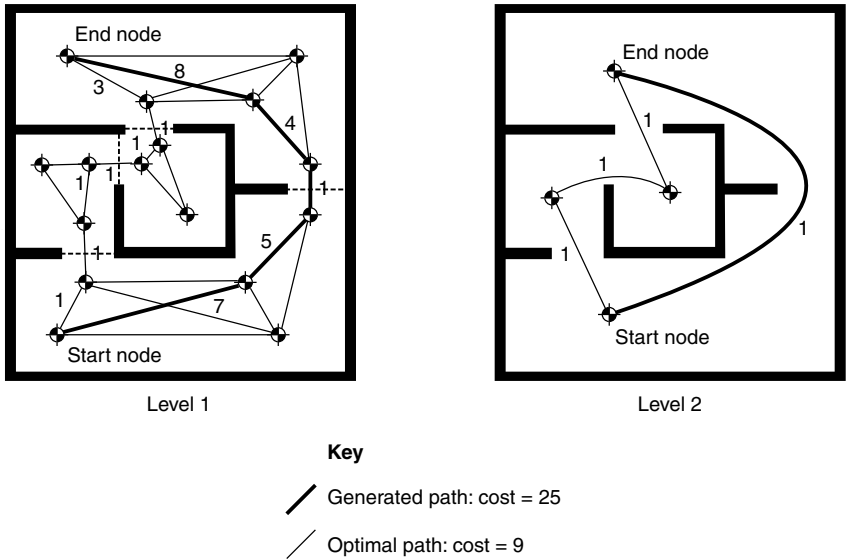 End node
8
3
1
4
1
1
1
1
1
5
1
7
Start node
Level 1
End node
1
1
1
1
Start node
Level 2
Key
Generated path: cost = 25
Optimal path: cost = 9